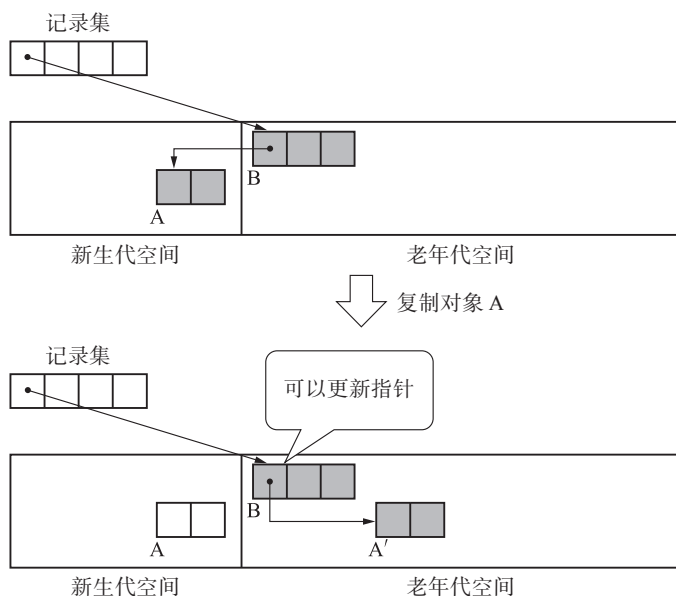 记录集
B
A
新生代空间 老年代空间
复制对象 A
记录集
可以更新指针
B
A A′
新生代空间 老年代空间